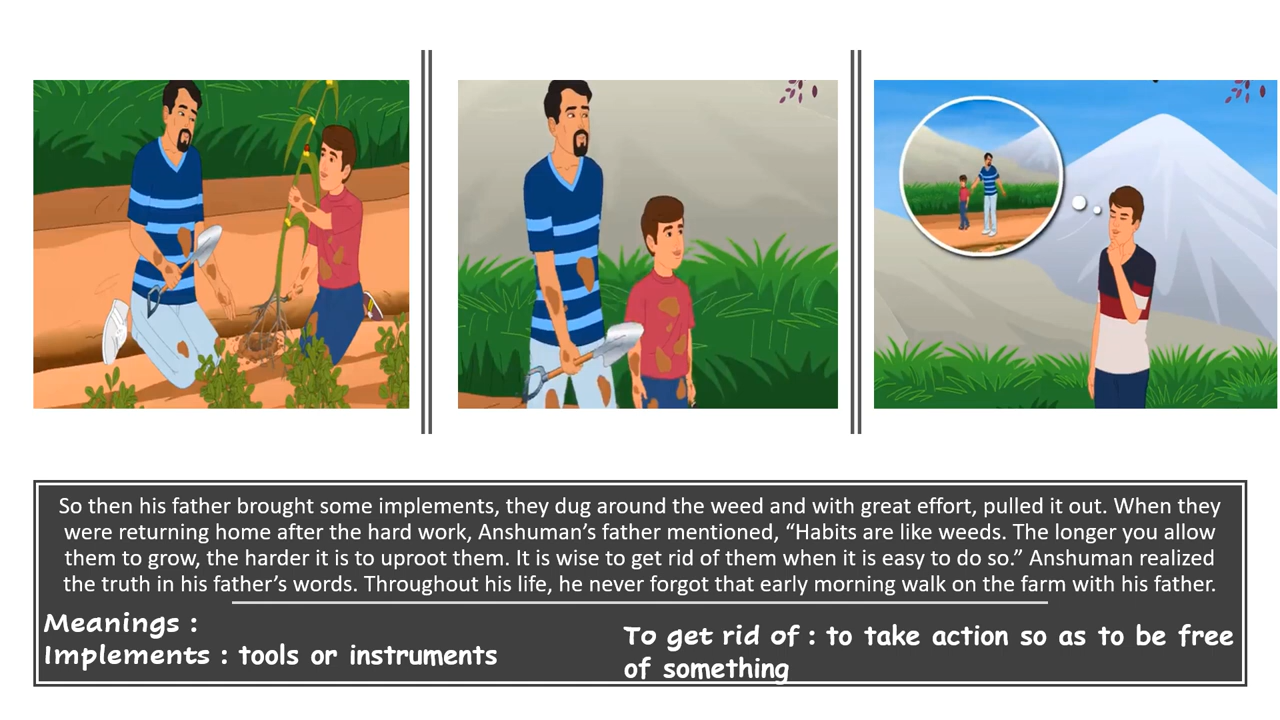 So then his father brought some implements, they dug around the weed and with great effort, pulled it out. When they
were returning home after the hard work, Anshuman’s father mentioned, “Habits are like weeds. The longer you allow
them to grow, the harder it is to uproot them. It is wise to get rid of them when it is easy to do so.” Anshuman realized
the truth in his father’s words. Throughout his life, he never forgot that early morning walk on the farm with his father.
Meanings :
Implements : tools or instruments
To get rid of : to take action so as to be free
of something